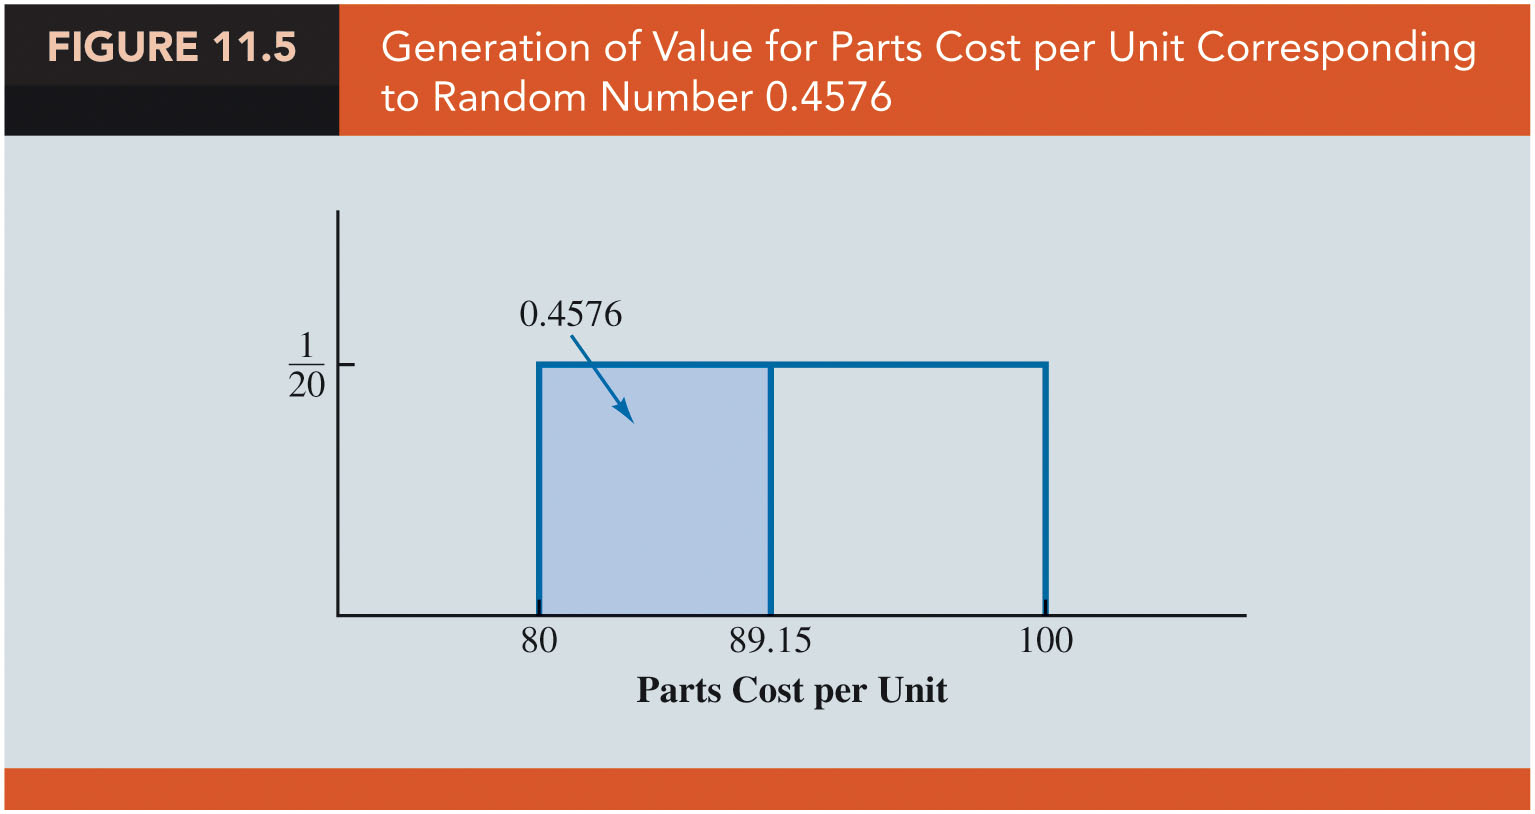 FIGURE 11.5
Generation of Value for Parts Cost per Unit Corresponding
to Random Number 0.4576
0.4576
1
20
80 89.15 100
Parts Cost per Unit